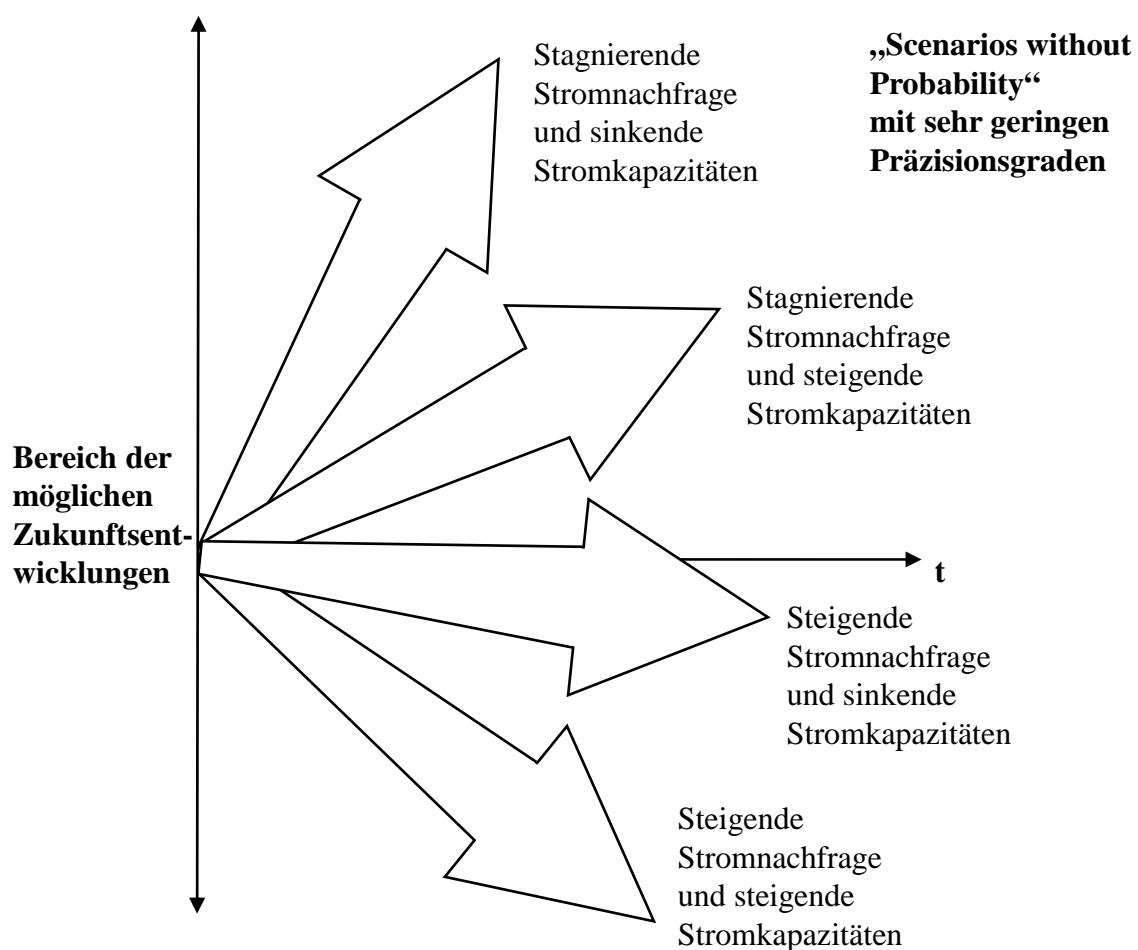 Stagnierende
Stromnachfrage
und sinkende
Stromkapazitäten
„Scenarios without
Probability“
mit sehr geringen
Präzisionsgraden
Stagnierende
Stromnachfrage
und steigende
Stromkapazitäten
Bereich der
möglichen
Zukunftsent-
wicklungen
t
Steigende
Stromnachfrage
und sinkende
Stromkapazitäten
Steigende
Stromnachfrage
und steigende
Stromkapazitäten